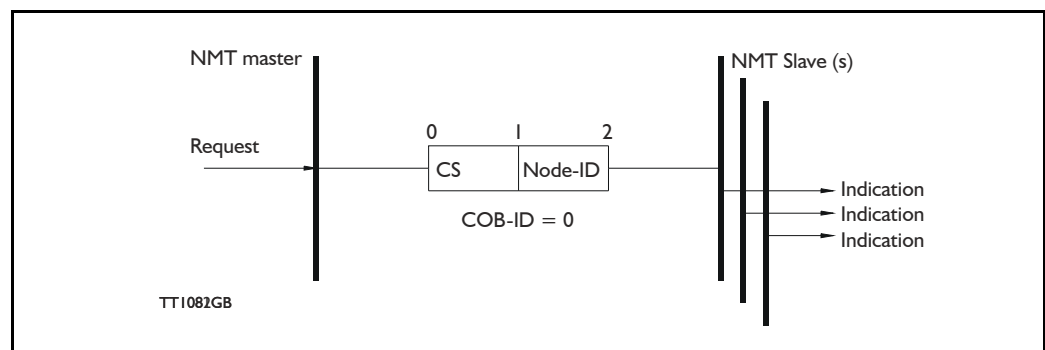 NMT master
NMT Slave (s)
0 1 2
Request
CS Node-ID
COB-ID = 0
Indication
Indication
Indication
TT1082GB